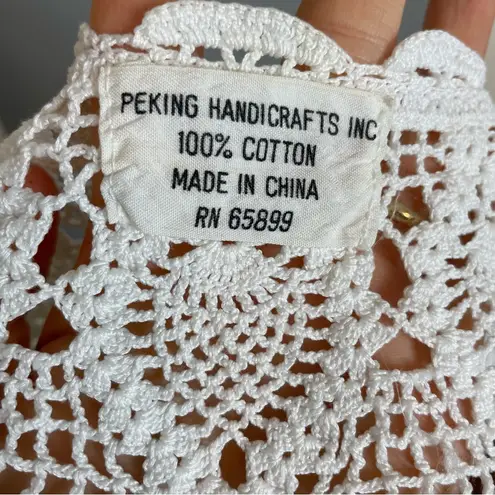 PEKING HANDICRAFTS INC
100% COTTON
MADE IN CHINA
RN 65899